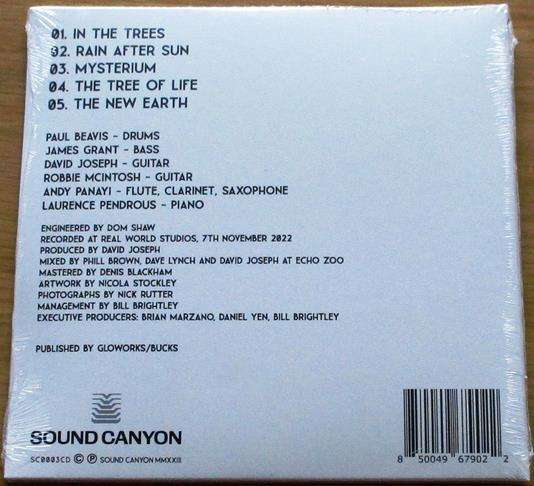 01. IN THE TREES
02. RAIN AFTER SUN
03. MYSTERIUM
04. THE TREE OF LIFE
05. THE NEW EARTH
PAUL BEAVIS - DRUMS
JAMES GRANT - BASS
DAVID JOSEPH - GUITAR
ROBBIE MCINTOSH - GUITAR
ANDY PANAYI - FLUTE, CLARINET, SAXOPHONE
LAURENCE PENDROUS - PIANO
ENGINEERED BY DOM SHAW
RECORDED AT REAL WORLD STUDIOS, 7TH NOVEMBER 2022
PRODUCED BY DAVID JOSEPH
MIXED BY PHILL BROWN, DAVE LYNCH AND DAVID JOSEPH AT ECHO ZOO
MASTERED BY DENIS BLACKHAM
ARTWORK BY NICOLA STOCKLEY
PHOTOGRAPHS BY NICK RUTTER
MANAGEMENT BY BILL BRIGHTLEY
EXECUTIVE PRODUCERS: BRIAN MARZANO, DANIEL YEN, BILL BRIGHTLEY
PUBLISHED BY GLOWORKS/BUCKS
SOUND CANYON
SC0003CD © ℗ SOUND CANYON MMXXIII
8 50049 67902 2